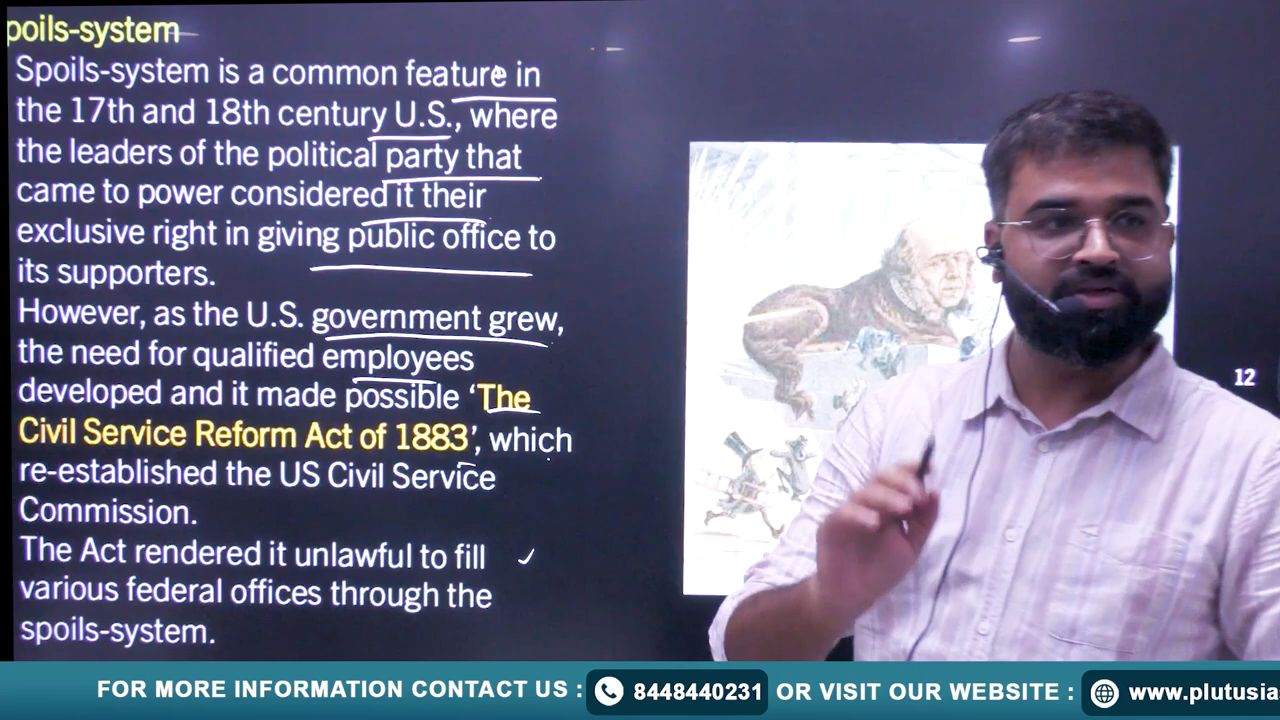 poils-system
Spoils-system is a common feature in
the 17th and 18th century U.S., where
the leaders of the political party that
came to power considered it their
exclusive right in giving public office to
its supporters.
However, as the U.S. government grew,
the need for qualified employees
developed and it made possible ‘The
Civil Service Reform Act of 1883’, which
re-established the US Civil Service
Commission.
The Act rendered it unlawful to fill
various federal offices through the
spoils-system.
12
FOR MORE INFORMATION CONTACT US : 8448440231 OR VISIT OUR WEBSITE : www.plutusia